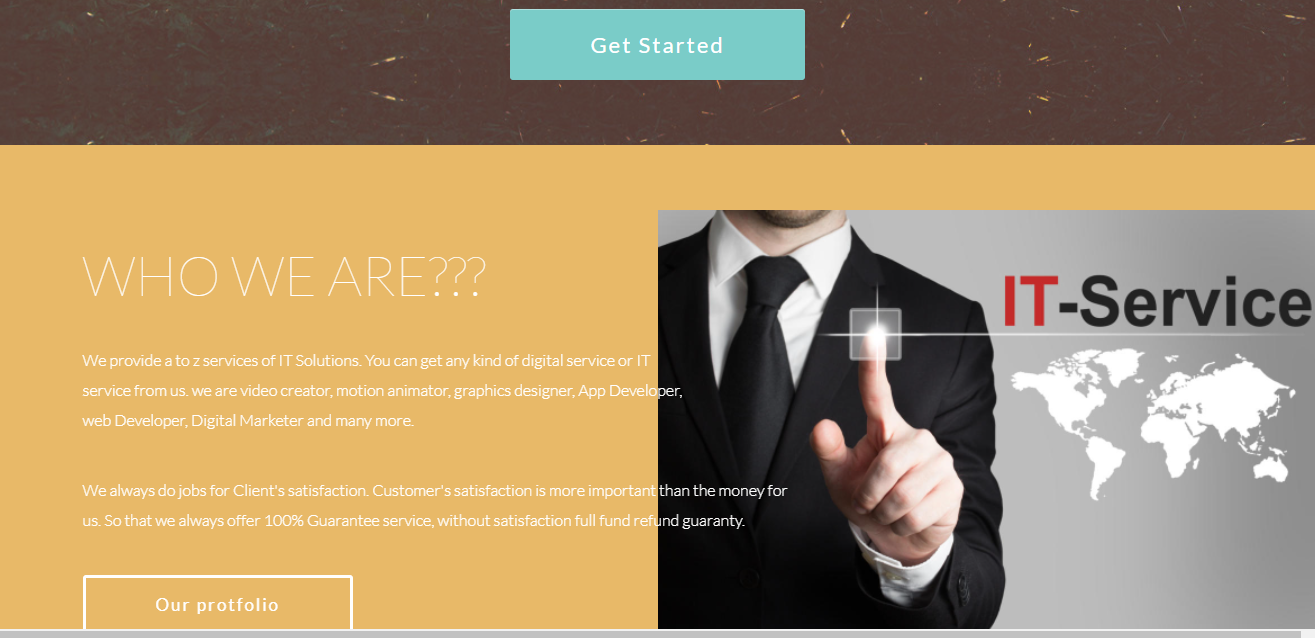 Get Started
WHO WE ARE???
We provide a to z services of IT Solutions. You can get any kind of digital service or IT
service from us. we are video creator, motion animator, graphics designer, App Developer,
web Developer, Digital Marketer and many more.
We always do jobs for Client's satisfaction. Customer's satisfaction is more important than the money for
us. So that we always offer 100% Guarantee service, without satisfaction full fund refund guaranty.
Our protfolio
IT-Service